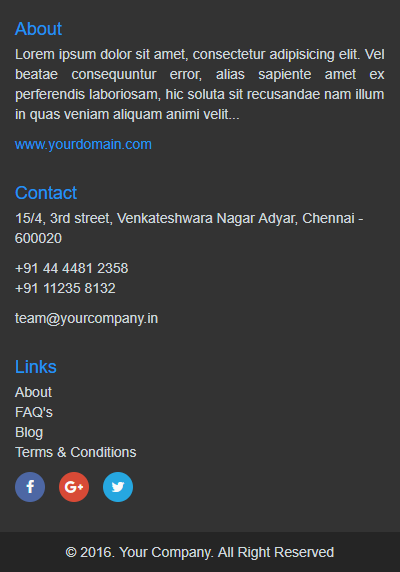 About
Lorem ipsum dolor sit amet, consectetur adipisicing elit. Vel
beatae consequuntur error, alias sapiente amet ex
perferendis laboriosam, hic soluta sit recusandae nam illum
in quas veniam aliquam animi velit...
www.yourdomain.com
Contact
15/4, 3rd street, Venkateshwara Nagar Adyar, Chennai -
600020
+91 44 4481 2358
+91 11235 8132
team@yourcompany.in
Links
About
FAQ's
Blog
Terms & Conditions
f G+
© 2016. Your Company. All Right Reserved